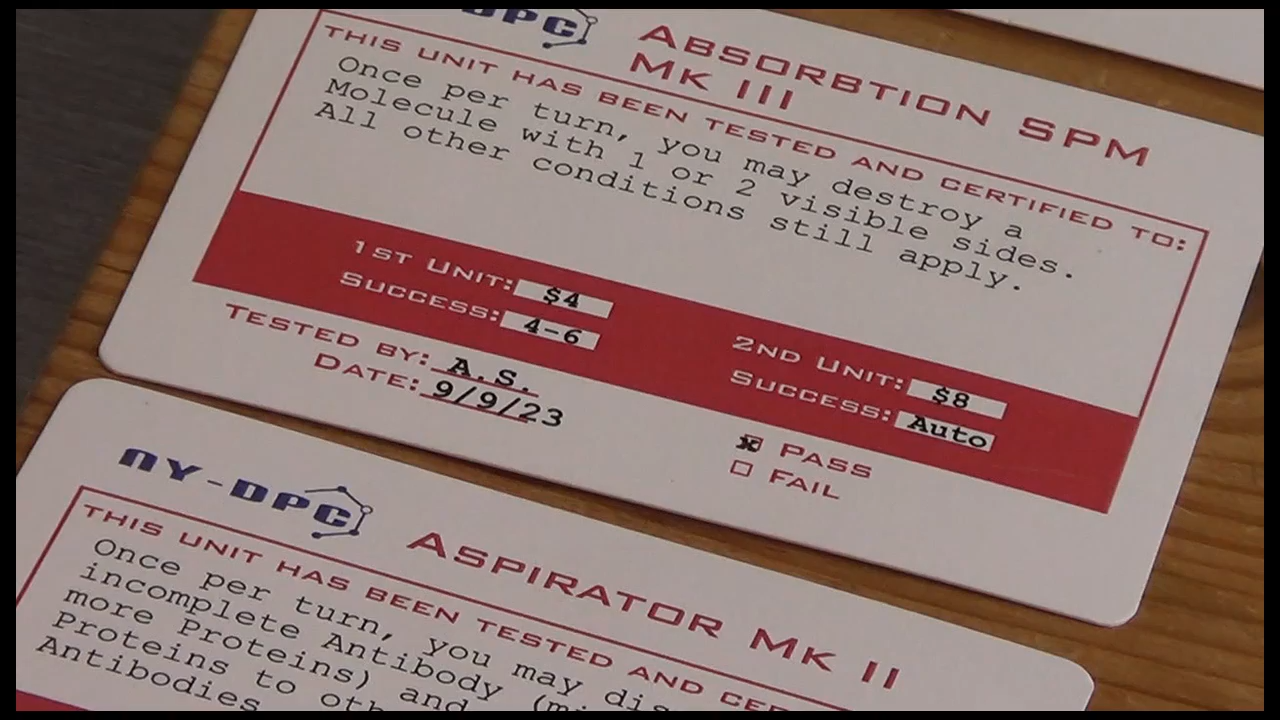 DPC
ABSORBTION SPM
MK III
THIS UNIT HAS BEEN TESTED AND CERTIFIED TO:
Once per turn, you may destroy a
Molecule with 1 or 2 visible sides.
All other conditions still apply.
1ST UNIT: $4
SUCCESS: 4-6
2ND UNIT: $8
SUCCESS: Auto
TESTED BY: A.S.
DATE: 9/9/23
PASS
FAIL
NY-DPC
ASPIRATOR MK II
THIS UNIT HAS BEEN TESTED AND
Once per turn, you may
incomplete Antibody
more Proteins) and
Proteins to
Antibodies